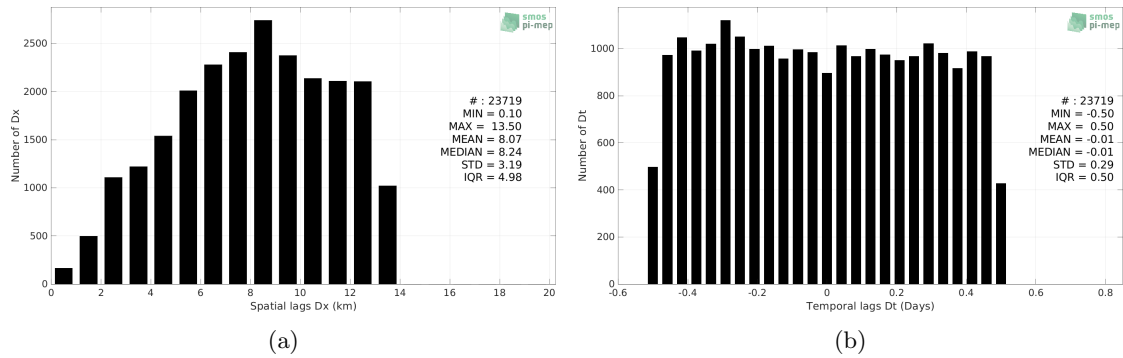 smos
pi-mep
2500
2000
1500
1000
500
0
Number of Dx
# : 23719
MIN = 0.10
MAX = 13.50
MEAN = 8.07
MEDIAN = 8.24
STD = 3.19
IQR = 4.98
0 2 4 6 8 10 12 14 16 18 20
Spatial lags Dx (km)
(a)
smos
pi-mep
1000
800
600
400
200
0
Number of Dt
# : 23719
MIN = -0.50
MAX = 0.50
MEAN = -0.01
MEDIAN = -0.01
STD = 0.29
IQR = 0.50
-0.6 -0.4 -0.2 0 0.2 0.4 0.6 0.8
Temporal lags Dt (Days)
(b)